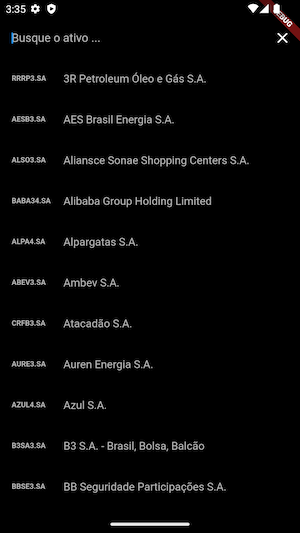 3:35
DEBUG
Busque o ativo ...
RRRP3.SA 3R Petroleum Óleo e Gás S.A.
AESB3.SA AES Brasil Energia S.A.
ALSO3.SA Aliansce Sonae Shopping Centers S.A.
BABA34.SA Alibaba Group Holding Limited
ALPA4.SA Alpargatas S.A.
ABEV3.SA Ambev S.A.
CRFB3.SA Atacadão S.A.
AURE3.SA Auren Energia S.A.
AZUL4.SA Azul S.A.
B3SA3.SA B3 S.A. - Brasil, Bolsa, Balcão
BBSE3.SA BB Seguridade Participações S.A.